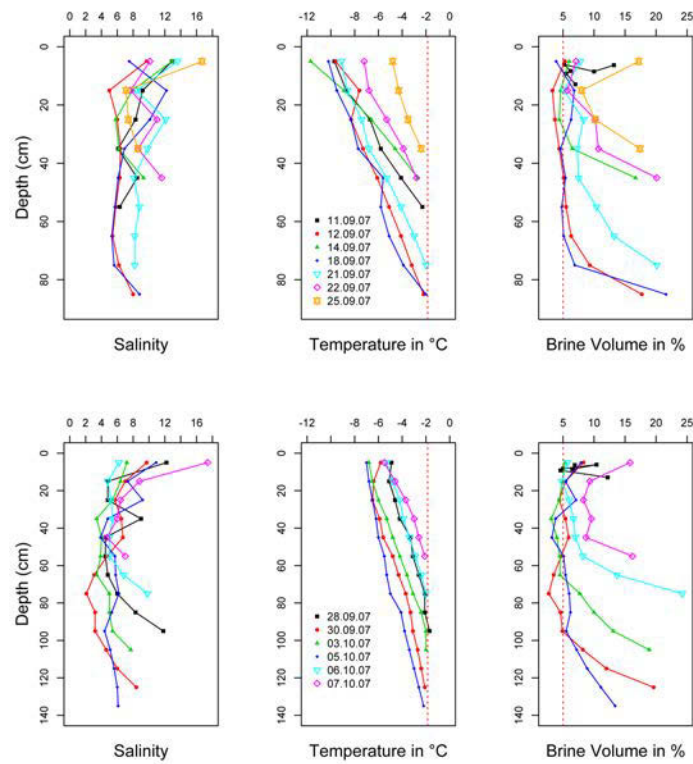 0 4 8 12 16
-12 -10 -8 -6 -4 -2 0
0 5 10 15 20 25
0
20
40
60
80
Depth (cm)
11.09.07
12.09.07
14.09.07
18.09.07
21.09.07
22.09.07
25.09.07
Salinity
Temperature in °C
Brine Volume in %
0 2 4 6 8 12 16
-12 -10 -8 -6 -4 -2 0
0 5 10 15 20 25
0
20
40
60
80
100
120
140
Depth (cm)
28.09.07
30.09.07
03.10.07
05.10.07
06.10.07
07.10.07
Salinity
Temperature in °C
Brine Volume in %